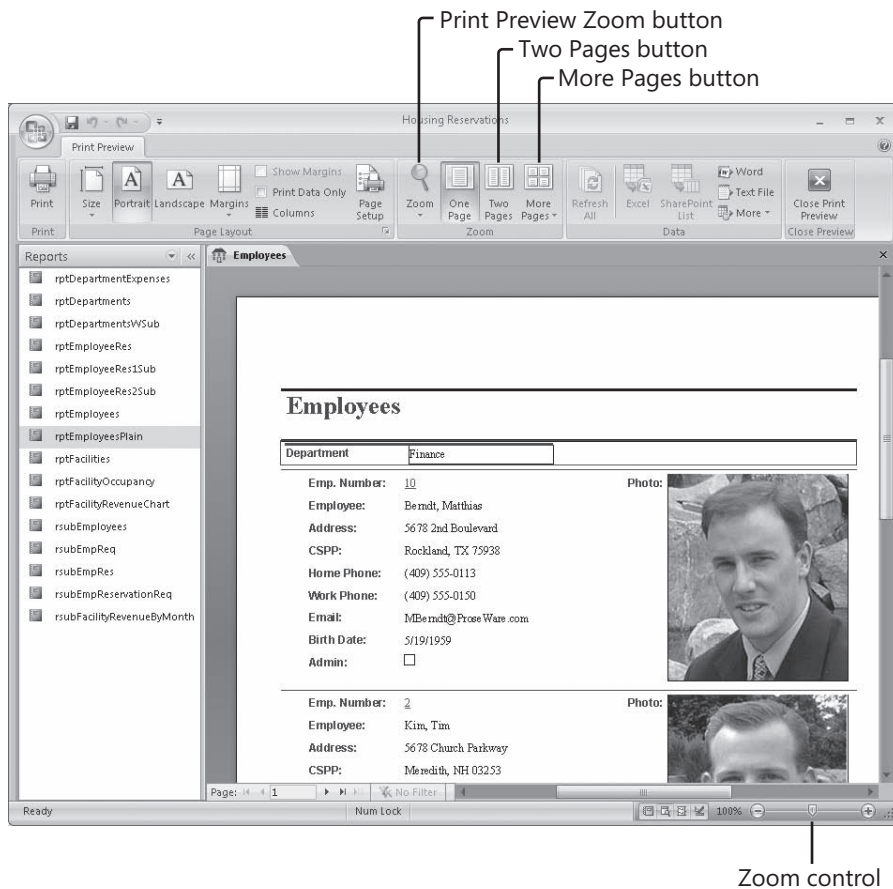 Print Preview Zoom button
Two Pages button
More Pages button
Housing Reservations
Print Preview
Print
Size
Portrait
Landscape
Margins
Show Margins
Print Data Only
Columns
Page Setup
Zoom
One Page
Two Pages
More Pages
Refresh All
Excel
SharePoint List
Word
Text File
More
Close Print Preview
Print
Page Layout
Zoom
Data
Close Preview
Reports
Employees
rptDepartmentExpenses
rptDepartments
rptDepartmentsWSub
rptEmployeeRes
rptEmployeeRes1Sub
rptEmployeeRes2Sub
rptEmployees
rptEmployeesPlain
rptFacilities
rptFacilityOccupancy
rptFacilityRevenueChart
rsubEmployees
rsubEmpReq
rsubEmpRes
rsubEmpReservationReq
rsubFacilityRevenueByMonth
Employees
Department Finance
Emp. Number: 10 Photo:
Employee: Berndt, Matthias
Address: 5678 2nd Boulevard
CSPP: Rockland, TX 75938
Home Phone: (409) 555-0113
Work Phone: (409) 555-0150
Email: MBerndt@ProseWare.com
Birth Date: 5/19/1959
Admin:
Emp. Number: 2 Photo:
Employee: Kim, Tim
Address: 5678 Church Parkway
CSPP: Meredith, NH 03253
Page: 1 No Filter
Ready Num Lock 100%
Zoom control